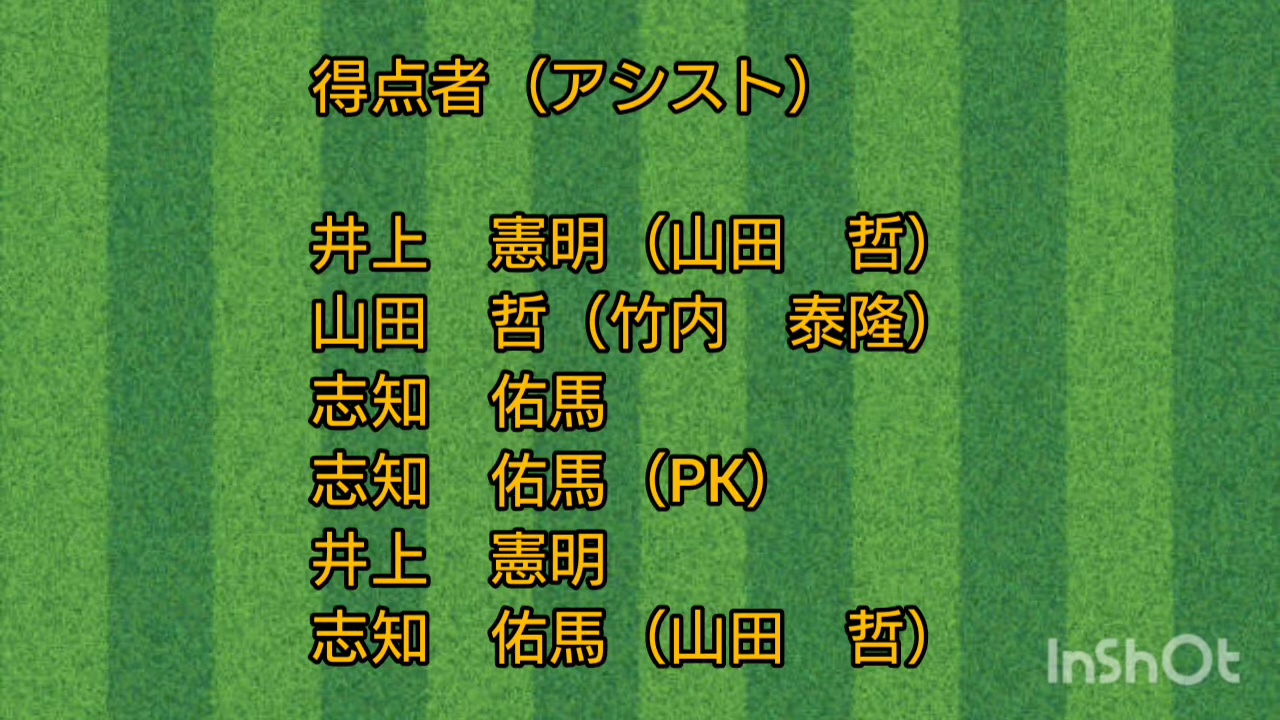 得点者（アシスト）
井上　憲明（山田　哲）
山田　哲（竹内　泰隆）
志知　佑馬
志知　佑馬（PK）
井上　憲明
志知　佑馬（山田　哲）
InShOt